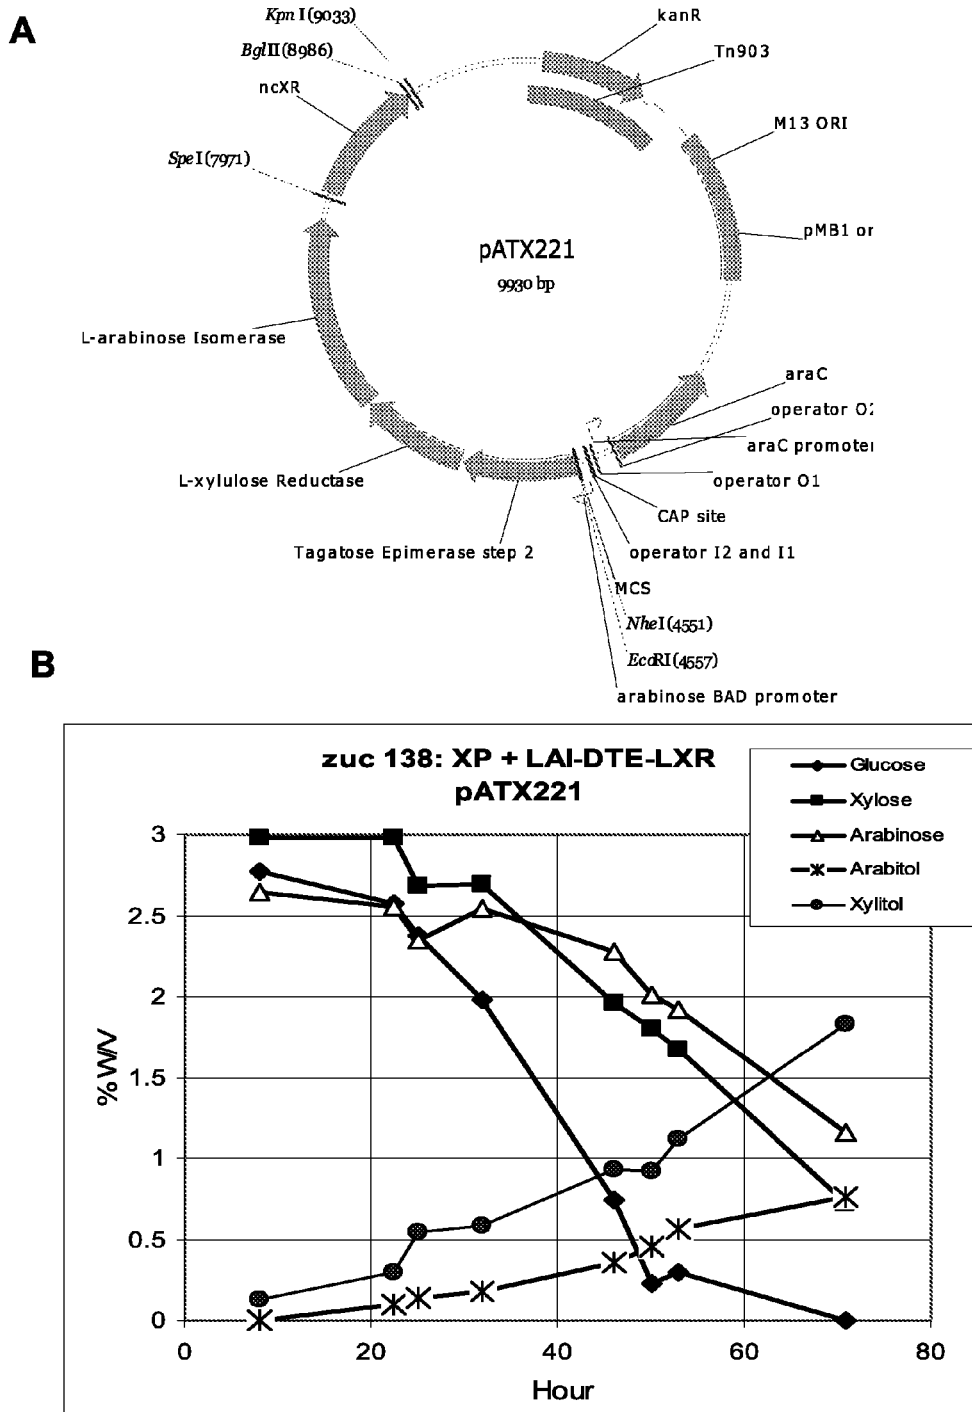 A
Kpn I(9033)
BglII(8986)
ncXR
SpeI(7971)
kanR
Tn903
M13 ORI
pMB1 or
pATX221
9930 bp
L-arabinose Isomerase
araC
operator O2
araC promoter
L-xylulose Reductase
operator O1
CAP site
Tagatose Epimerase step 2
operator I2 and I1
MCS
NheI(4551)
EcoRI(4557)
arabinose BAD promoter
B
zuc 138: XP + LAI-DTE-LXR
pATX221
Glucose
Xylose
Arabinose
Arabitol
Xylitol
3
2.5
2
1.5
1
0.5
0
% W/V
0 20 40 60 80
Hour